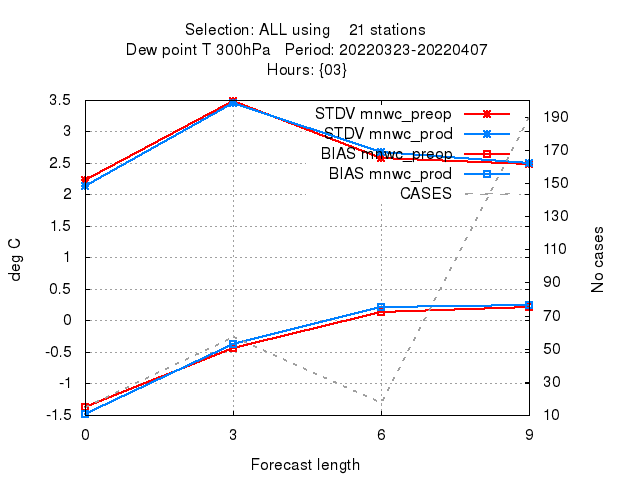 Selection: ALL using 21 stations
Dew point T 300hPa Period: 20220323-20220407
Hours: {03}
3.5
3
2.5
2
1.5
1
0.5
0
-0.5
-1
-1.5
deg C
STDV mnwc_preop
STDV mnwc_prod
BIAS mnwc_preop
BIAS mnwc_prod
CASES
190
170
150
130
110
90
70
50
30
10
No cases
0 3 6 9
Forecast length